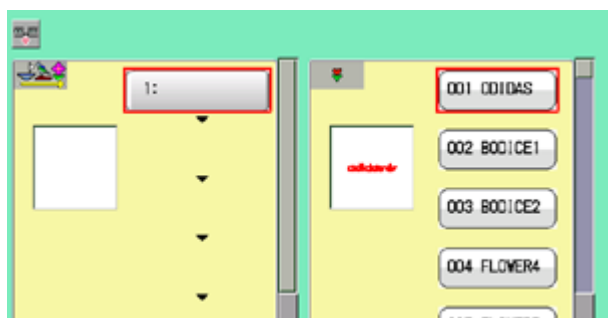 1:
001 ODIDAS
002 BODICE1
003 BODICE2
004 FLOWER4